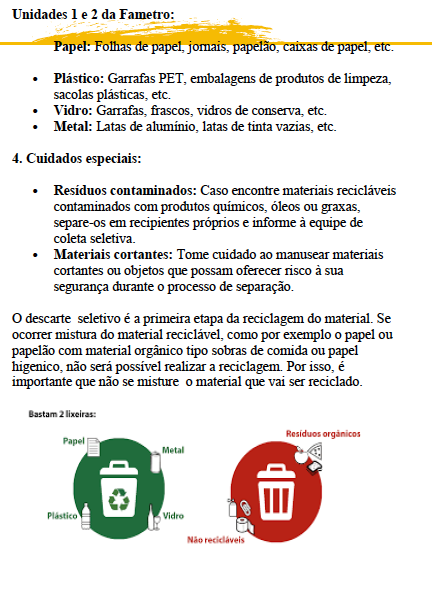 Unidades 1 e 2 da Fametro:
Papel: Folhas de papel, jornais, papelão, caixas de papel, etc.
• Plástico: Garrafas PET, embalagens de produtos de limpeza,
sacolas plásticas, etc.
• Vidro: Garrafas, frascos, vidros de conserva, etc.
• Metal: Latas de alumínio, latas de tinta vazias, etc.
4. Cuidados especiais:
• Resíduos contaminados: Caso encontre materiais recicláveis
contaminados com produtos químicos, óleos ou graxas,
separe-os em recipientes próprios e informe à equipe de
coleta seletiva.
• Materiais cortantes: Tome cuidado ao manusear materiais
cortantes ou objetos que possam oferecer risco à sua
segurança durante o processo de separação.
O descarte seletivo é a primeira etapa da reciclagem do material. Se
ocorrer mistura do material reciclável, como por exemplo o papel ou
papelão com material orgânico tipo sobras de comida ou papel
higenico, não será possível realizar a reciclagem. Por isso, é
importante que não se misture o material que vai ser reciclado.
Bastam 2 lixeiras:
Papel
Metal
Plástico
Vidro
Resíduos orgânicos
Não recicláveis